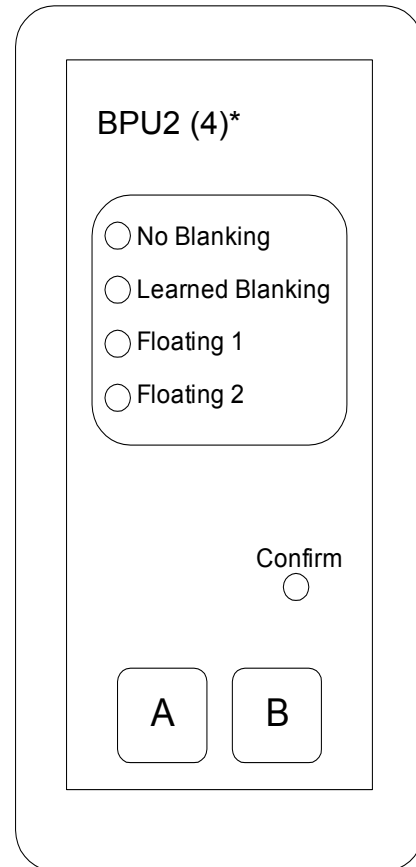 BPU2 (4)*
No Blanking
Learned Blanking
Floating 1
Floating 2
Confirm
A B